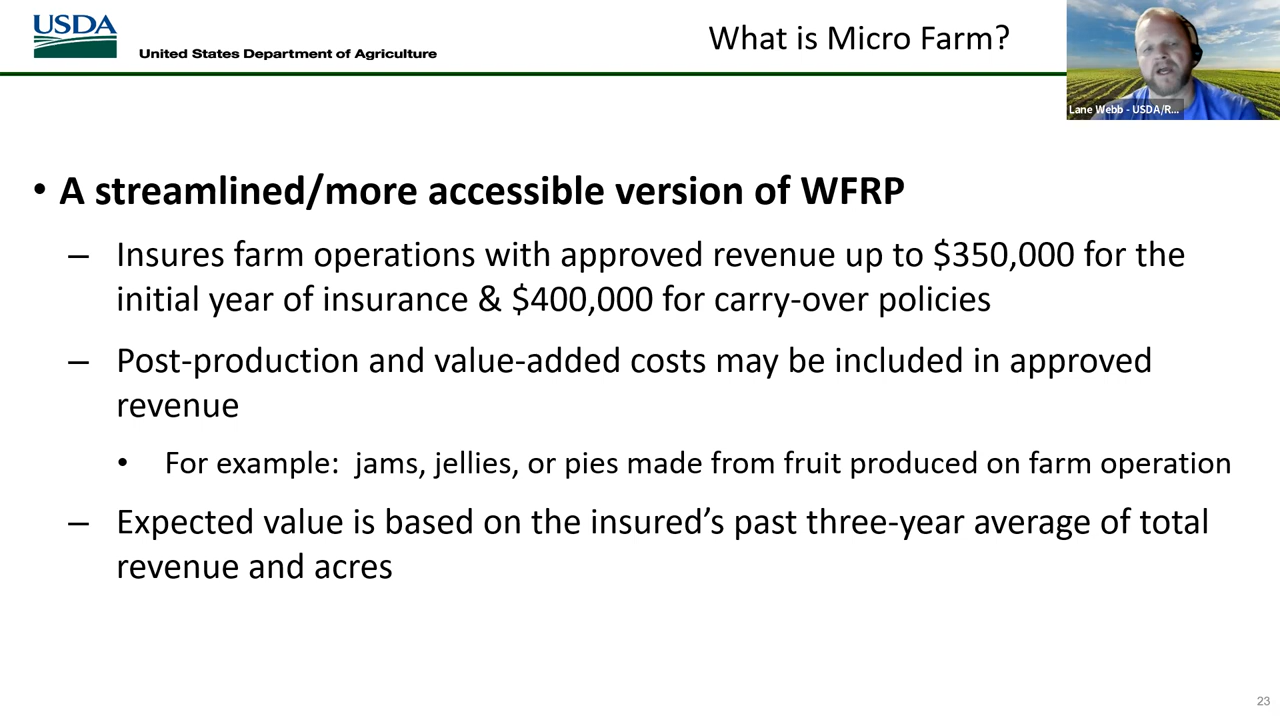 USDA
United States Department of Agriculture
What is Micro Farm?
Lane Webb - USDA/R...
• A streamlined/more accessible version of WFRP
– Insures farm operations with approved revenue up to $350,000 for the
initial year of insurance & $400,000 for carry-over policies
– Post-production and value-added costs may be included in approved
revenue
• For example:  jams, jellies, or pies made from fruit produced on farm operation
– Expected value is based on the insured’s past three-year average of total
revenue and acres
23